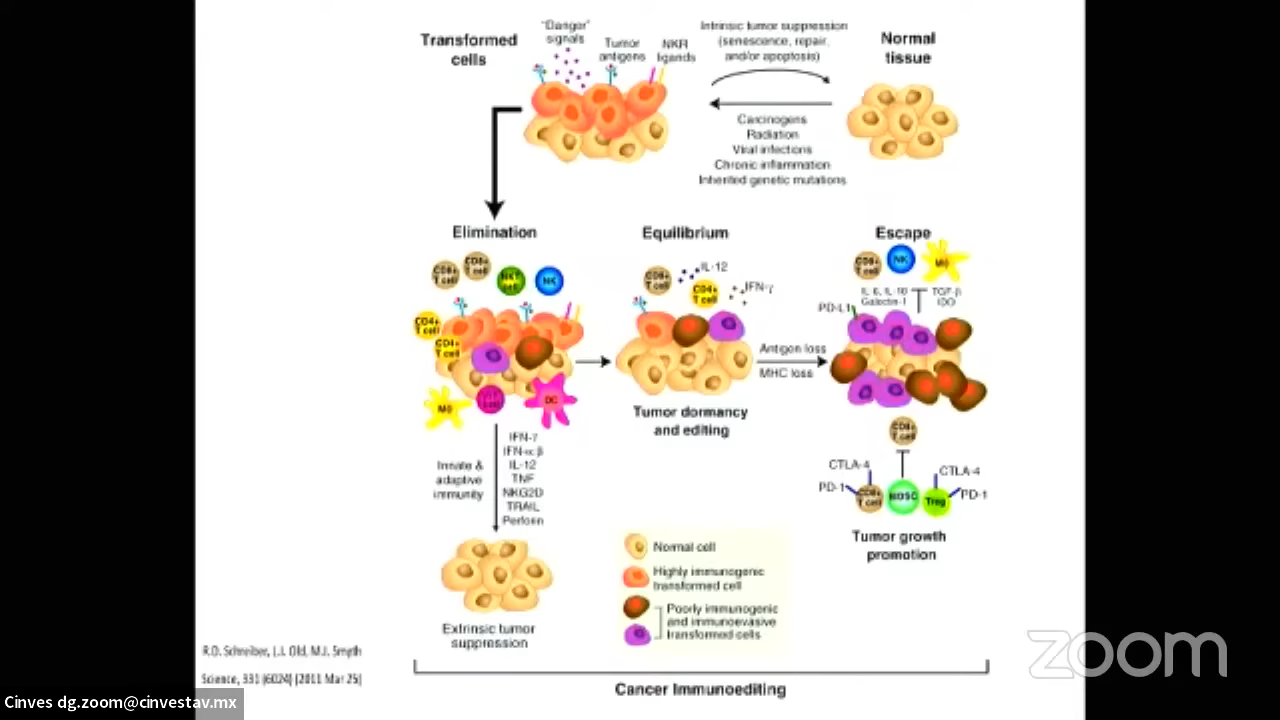 Transformed
cells
"Danger"
signals
Tumor
antigens
NKR
ligands
Intrinsic tumor suppression
(senescence, repair,
and/or apoptosis)
Normal
tissue
Carcinogens
Radiation
Viral infections
Chronic inflammation
Inherited genetic mutations
Elimination
CD8+
T cell
CD8+
T cell
NKT
cell
NK
CD4+
T cell
CD4+
T cell
Mθ
DC
Innate &
adaptive
immunity
IFN-γ
IFN-α β
IL-12
TNF
NKG2D
TRAIL
Perforin
Extrinsic tumor
suppression
Equilibrium
CD8+
T cell
IL-12
CD4+
T cell
IFN-γ
Tumor dormancy
and editing
Antigen loss
MHC loss
Escape
CD8+
T cell
NK
Mθ
IL 6, IL-10
Galectin-1
TGF-β
IDO
PD-L1
CD8+
T cell
CTLA-4
PD-1
CD8+
T cell
MDSC
Treg
CTLA-4
PD-1
Tumor growth
promotion
Normal cell
Highly immunogenic
transformed cell
Poorly immunogenic
and immunoevasive
transformed cells
Cancer Immunoediting
R.D. Schreiber, L.J. Old, M.J. Smyth
Science, 331 (6024) (2011 Mar 25)
Cinves dg.zoom@cinvestav.mx
zoom